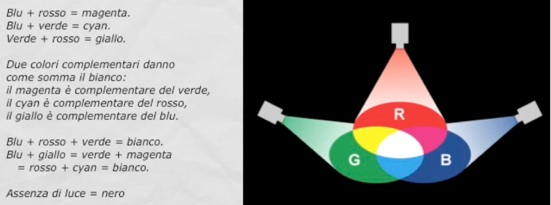 Blu + rosso = magenta.
Blu + verde = cyan.
Verde + rosso = giallo.
Due colori complementari danno
come somma il bianco:
il magenta è complementare del verde,
il cyan è complementare del rosso,
il giallo è complementare del blu.
Blu + rosso + verde = bianco.
Blu + giallo = verde + magenta
= rosso + cyan = bianco.
Assenza di luce = nero
R
G
B